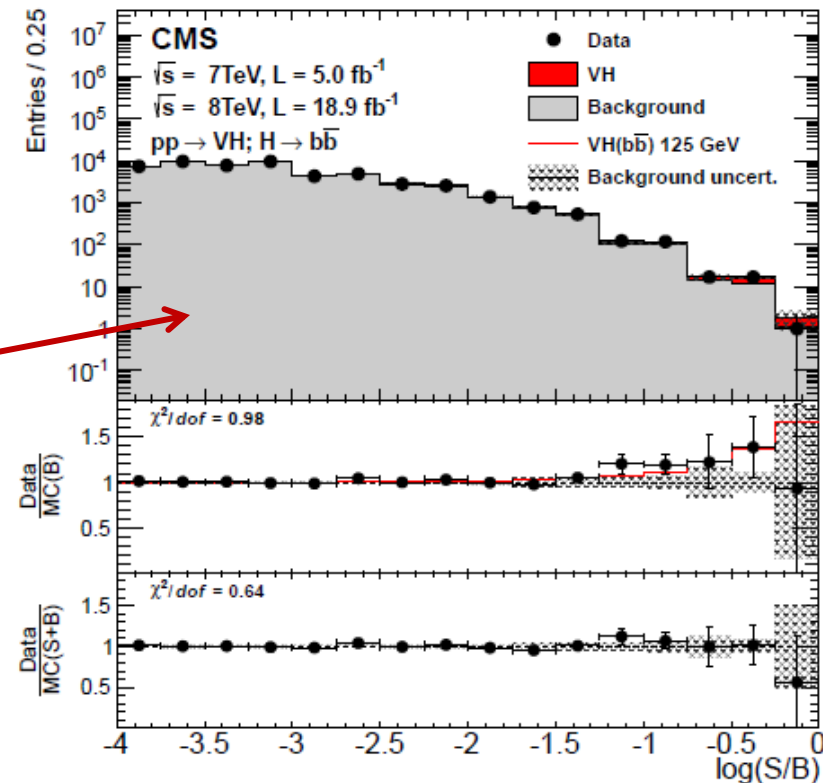 CMS
√s = 7TeV, L = 5.0 fb⁻¹
√s = 8TeV, L = 18.9 fb⁻¹
pp → VH; H → bb̅
Data
VH
Background
VH(bb̅) 125 GeV
Background uncert.
Entries / 0.25
10⁷
10⁶
10⁵
10⁴
10³
10²
10
1
10⁻¹
χ²/dof = 0.98
Data
MC(B)
1.5
1
0.5
χ²/dof = 0.64
Data
MC(S+B)
1.5
1
0.5
-4 -3.5 -3 -2.5 -2 -1.5 -1 -0.5 0
log(S/B)